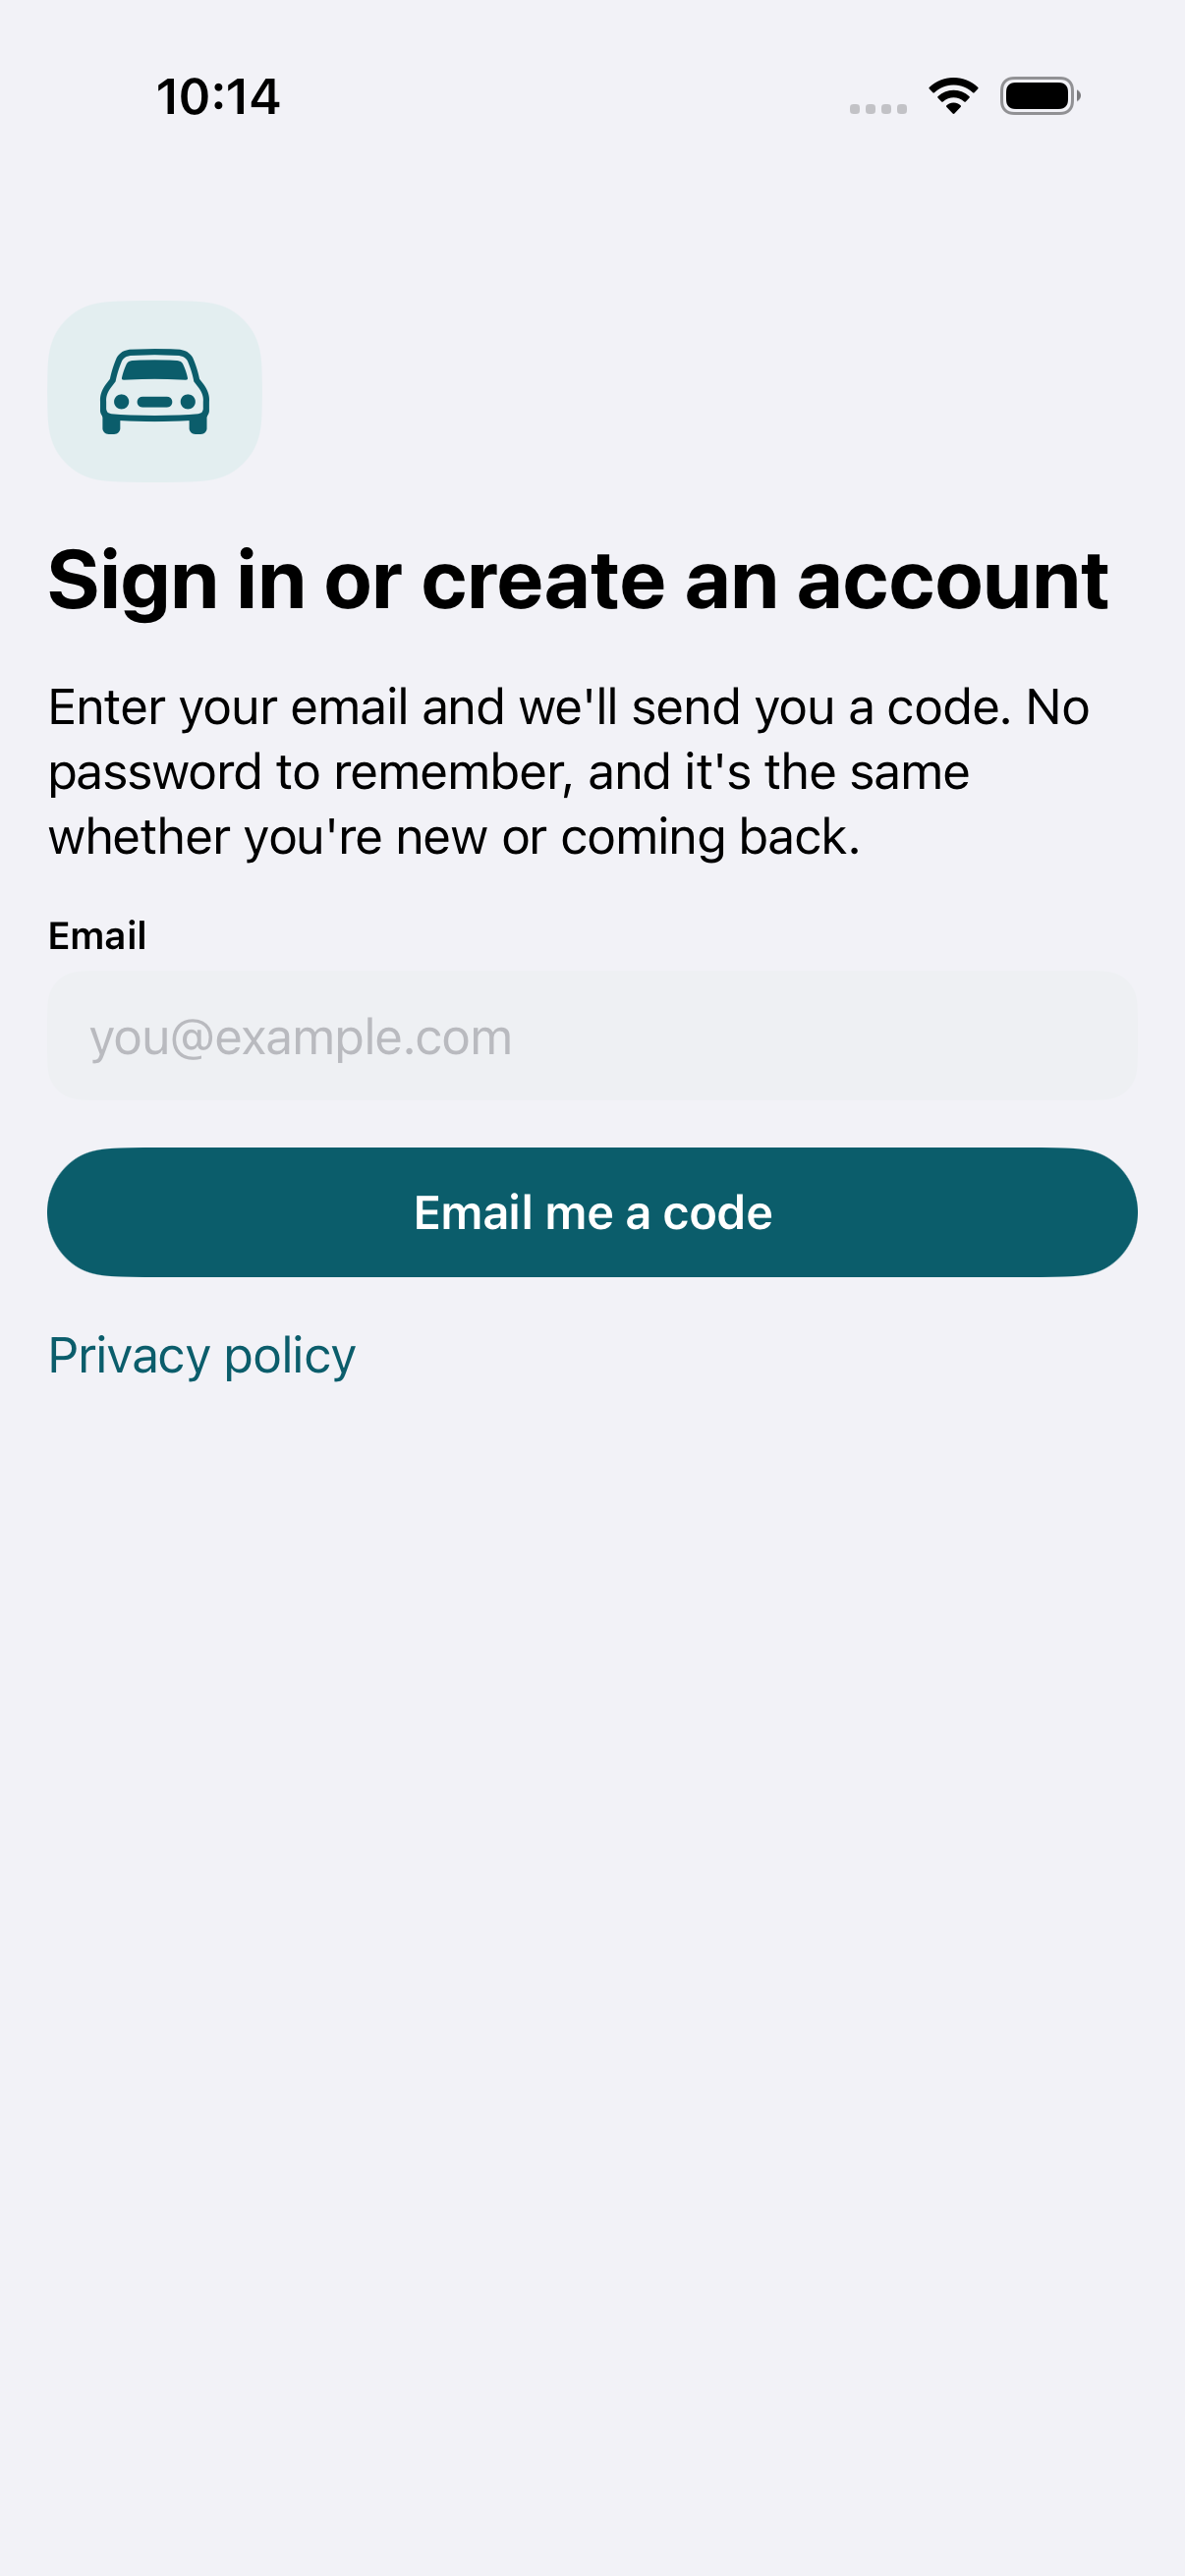 10:14
Sign in or create an account
Enter your email and we'll send you a code. No
password to remember, and it's the same
whether you're new or coming back.
Email
you@example.com
Email me a code
Privacy policy